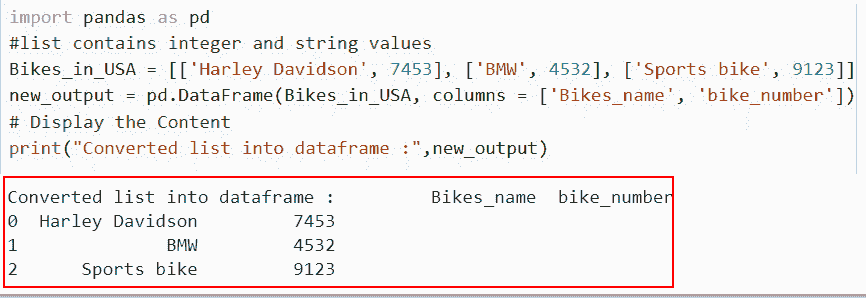 import pandas as pd
#list contains integer and string values
Bikes_in_USA = [['Harley Davidson', 7453], ['BMW', 4532], ['Sports bike', 9123]]
new_output = pd.DataFrame(Bikes_in_USA, columns = ['Bikes_name', 'bike_number'])
# Display the Content
print("Converted list into dataframe :",new_output)
Converted list into dataframe :         Bikes_name  bike_number
0  Harley Davidson         7453
1              BMW         4532
2      Sports bike         9123